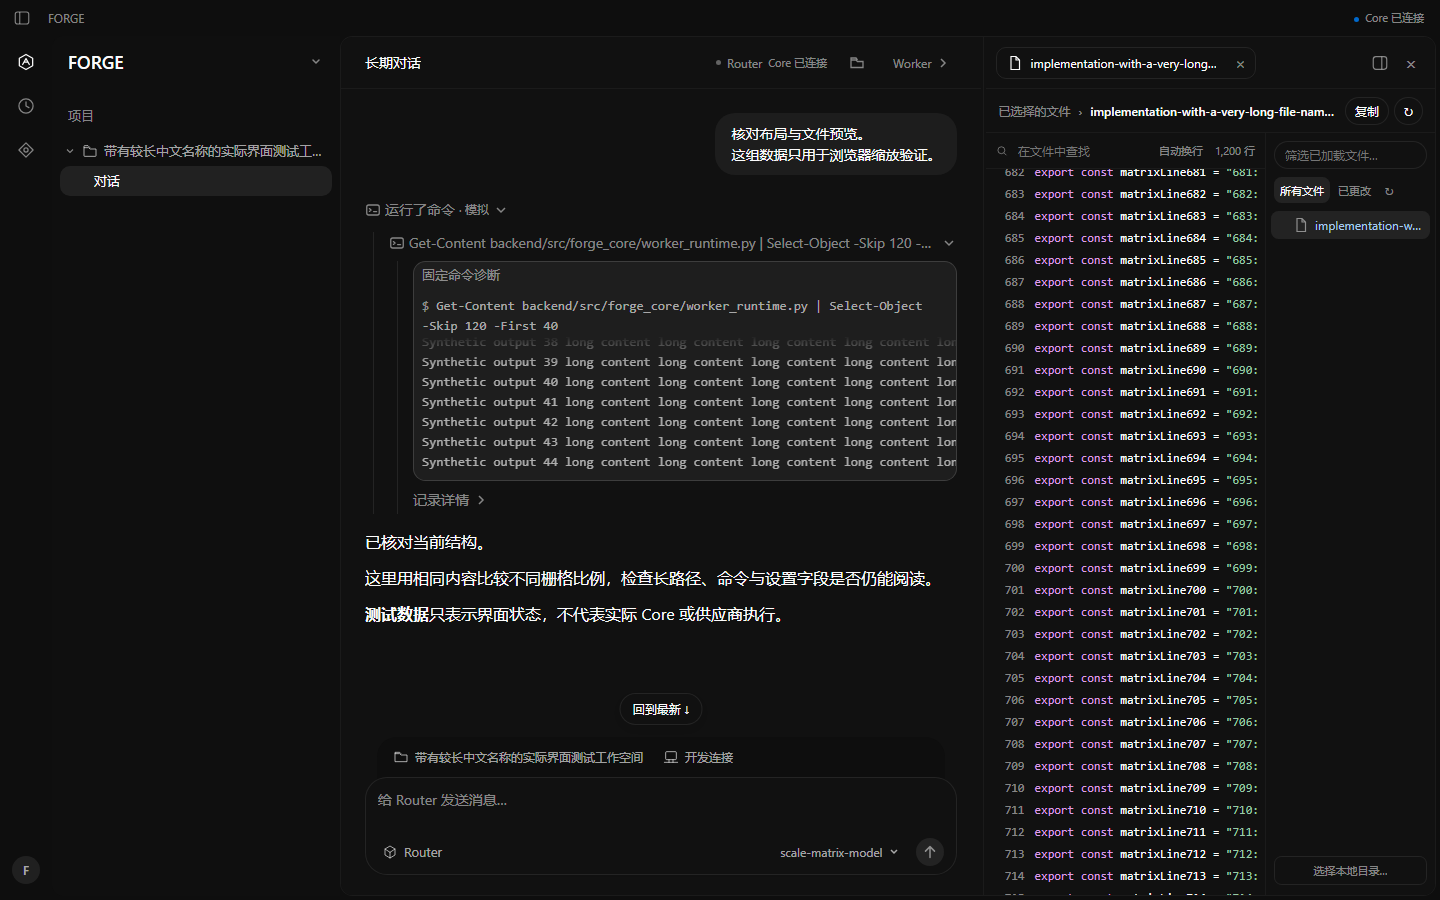 FORGE
Core 已连接
FORGE
项目
带有较长中文名称的实际界面测试工...
对话
F
长期对话
Router Core 已连接
Worker
核对布局与文件预览。
这组数据只用于浏览器缩放验证。
运行了命令 · 模拟
Get-Content backend/src/forge_core/worker_runtime.py | Select-Object -Skip 120 -...
固定命令诊断
$ Get-Content backend/src/forge_core/worker_runtime.py | Select-Object
-Skip 120 -First 40
Synthetic output 38 long content long content long content long content lon
Synthetic output 39 long content long content long content long content lon
Synthetic output 40 long content long content long content long content lon
Synthetic output 41 long content long content long content long content lon
Synthetic output 42 long content long content long content long content lon
Synthetic output 43 long content long content long content long content lon
Synthetic output 44 long content long content long content long content lon
记录详情
已核对当前结构。
这里用相同内容比较不同栅格比例，检查长路径、命令与设置字段是否仍能阅读。
测试数据只表示界面状态，不代表实际 Core 或供应商执行。
回到最新 ↓
带有较长中文名称的实际界面测试工作空间
开发连接
给 Router 发送消息...
Router
scale-matrix-model
implementation-with-a-very-long...
已选择的文件 › implementation-with-a-very-long-file-nam...
复制
在文件中查找
自动换行
1,200 行
682 export const matrixLine681 = "681:
683 export const matrixLine682 = "682:
684 export const matrixLine683 = "683:
685 export const matrixLine684 = "684:
686 export const matrixLine685 = "685:
687 export const matrixLine686 = "686:
688 export const matrixLine687 = "687:
689 export const matrixLine688 = "688:
690 export const matrixLine689 = "689:
691 export const matrixLine690 = "690:
692 export const matrixLine691 = "691:
693 export const matrixLine692 = "692:
694 export const matrixLine693 = "693:
695 export const matrixLine694 = "694:
696 export const matrixLine695 = "695:
697 export const matrixLine696 = "696:
698 export const matrixLine697 = "697:
699 export const matrixLine698 = "698:
700 export const matrixLine699 = "699:
701 export const matrixLine700 = "700:
702 export const matrixLine701 = "701:
703 export const matrixLine702 = "702:
704 export const matrixLine703 = "703:
705 export const matrixLine704 = "704:
706 export const matrixLine705 = "705:
707 export const matrixLine706 = "706:
708 export const matrixLine707 = "707:
709 export const matrixLine708 = "708:
710 export const matrixLine709 = "709:
711 export const matrixLine710 = "710:
712 export const matrixLine711 = "711:
713 export const matrixLine712 = "712:
714 export const matrixLine713 = "713:
筛选已加载文件...
所有文件
已更改
implementation-w...
选择本地目录...